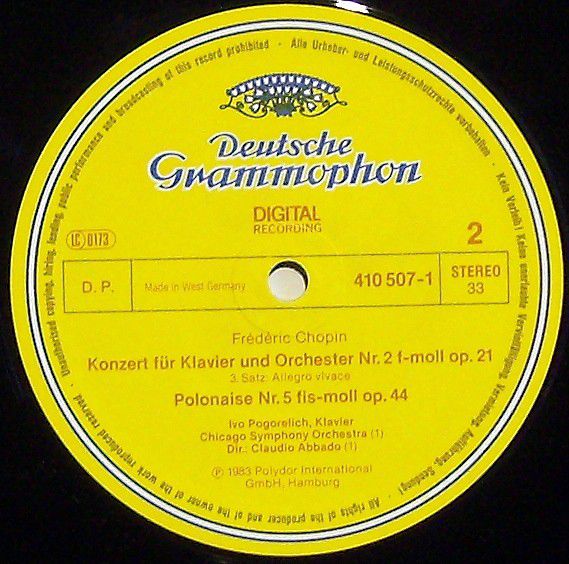 Deutsche
Grammophon
DIGITAL
RECORDING
LC 0173
2
D. P.
Made in West Germany
410 507-1
STEREO
33
Frédéric Chopin
Konzert für Klavier und Orchester Nr. 2 f-moll op. 21
3. Satz: Allegro vivace
Polonaise Nr. 5 fis-moll op. 44
Ivo Pogorelich, Klavier
Chicago Symphony Orchestra (1)
Dir.: Claudio Abbado (1)
℗ 1983 Polydor International
GmbH, Hamburg
Alle Urheber- und Leistungsschutzrechte vorbehalten · Kein Verleih! Keine unerlaubte Vervielfältigung, Vermietung, Aufführung, Sendung! · All rights of the producer and of the owner of the work reproduced reserved · Unauthorized copying, hiring, lending, public performance and broadcasting of this record prohibited ·